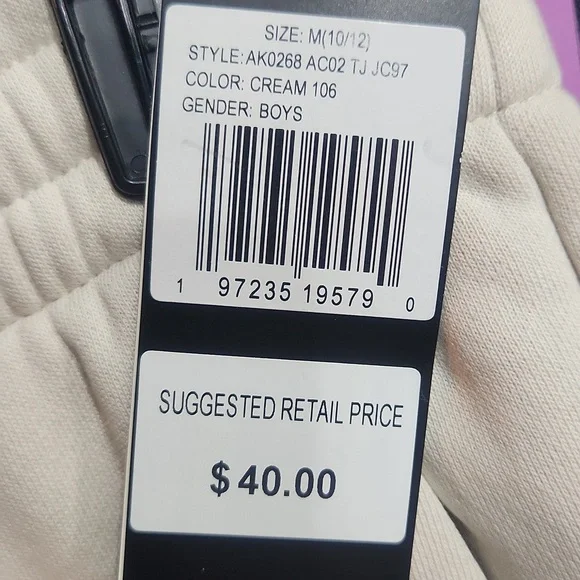 SIZE: M(10/12)
STYLE: AK0268 AC02 TJ JC97
COLOR: CREAM 106
GENDER: BOYS
1 97235 19579 0
SUGGESTED RETAIL PRICE
$ 40.00